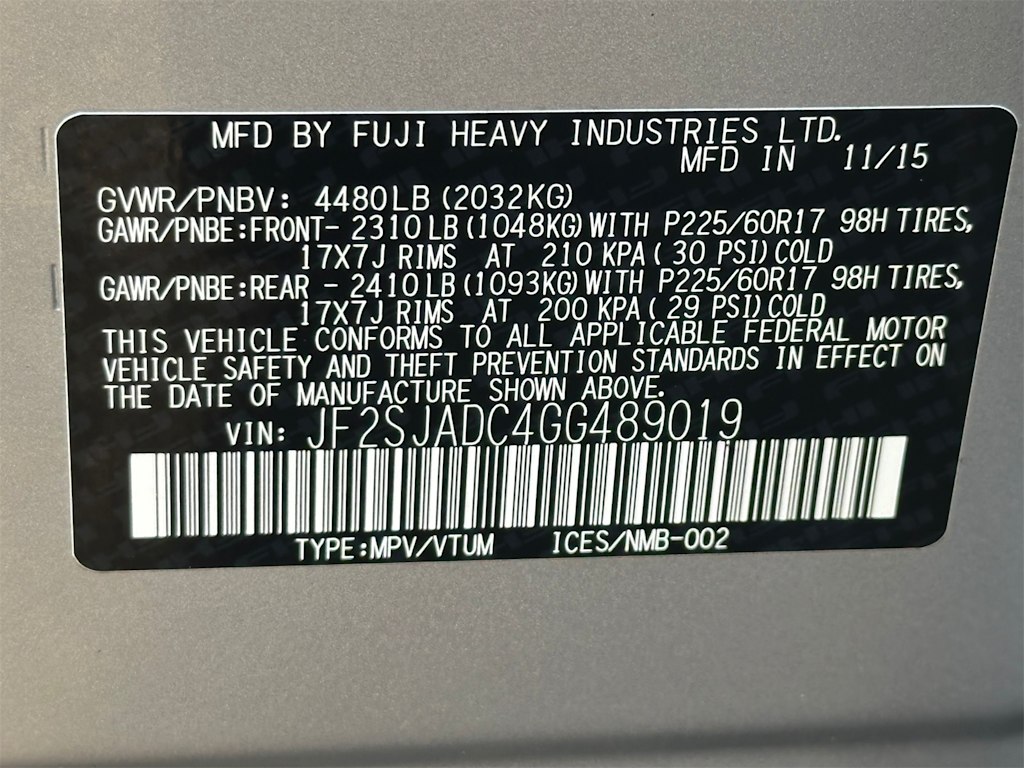 MFD BY FUJI HEAVY INDUSTRIES LTD.
MFD IN 11/15
GVWR/PNBV: 4480LB (2032KG)
GAWR/PNBE:FRONT- 2310LB (1048KG) WITH P225/60R17 98H TIRES,
17X7J RIMS AT 210 KPA( 30 PSI)COLD
GAWR/PNBE:REAR - 2410LB (1093KG) WITH P225/60R17 98H TIRES,
17X7J RIMS AT 200 KPA( 29 PSI)COLD
THIS VEHICLE CONFORMS TO ALL APPLICABLE FEDERAL MOTOR
VEHICLE SAFETY AND THEFT PREVENTION STANDARDS IN EFFECT ON
THE DATE OF MANUFACTURE SHOWN ABOVE.
VIN: JF2SJADC4GG489019
TYPE:MPV/VTUM ICES/NMB-002